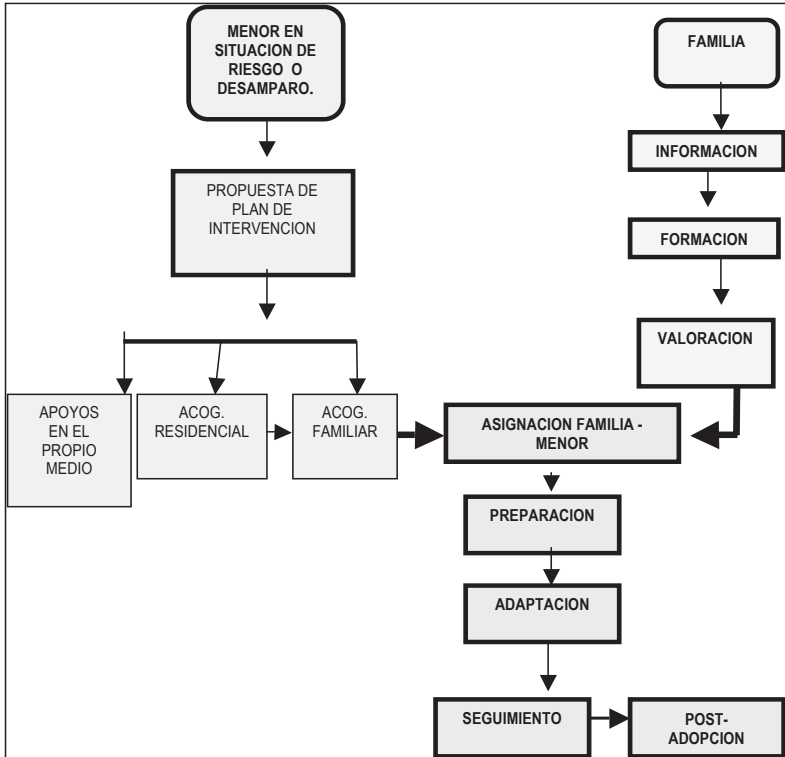 MENOR EN
SITUACION DE
RIESGO O
DESAMPARO.
FAMILIA
INFORMACION
PROPUESTA DE
PLAN DE
INTERVENCION
FORMACION
VALORACION
APOYOS
EN EL
PROPIO
MEDIO
ACOG.
RESIDENCIAL
ACOG.
FAMILIAR
ASIGNACION FAMILIA -
MENOR
PREPARACION
ADAPTACION
SEGUIMIENTO
POST-
ADOPCION